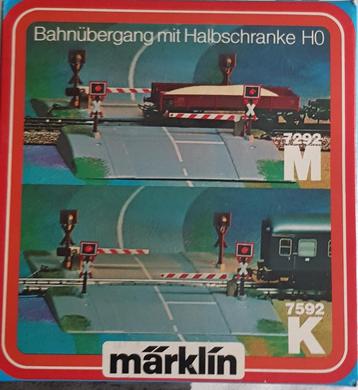 Bahnübergang mit Halbschranke H0
7292
M
7592
K
märklin